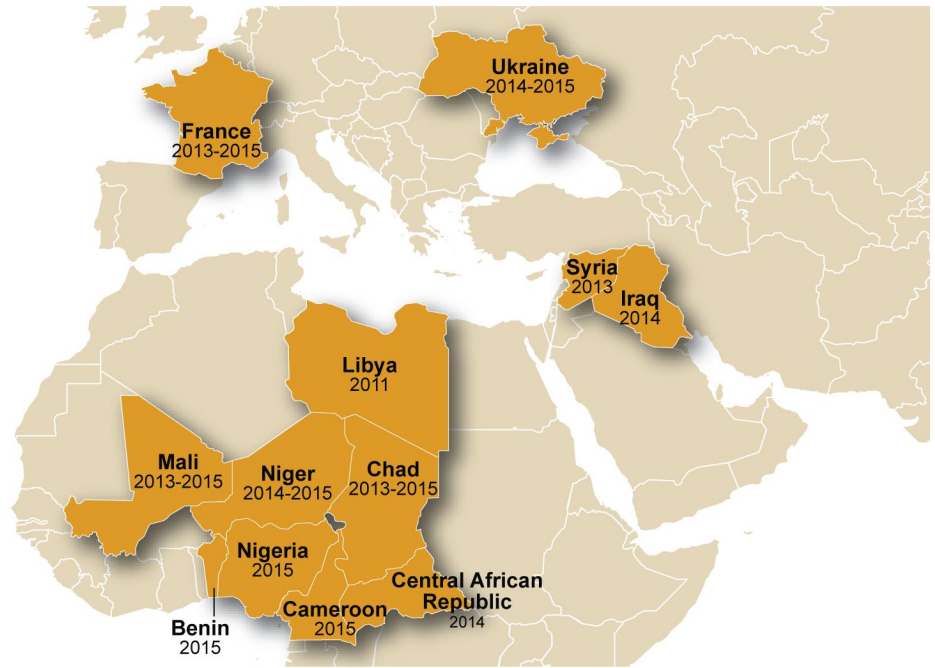 Ukraine
2014-2015
France
2013-2015
Syria
2013
Iraq
2014
Libya
2011
Mali
2013-2015
Niger
2014-2015
Chad
2013-2015
Nigeria
2015
Central African
Republic
2014
Cameroon
2015
Benin
2015